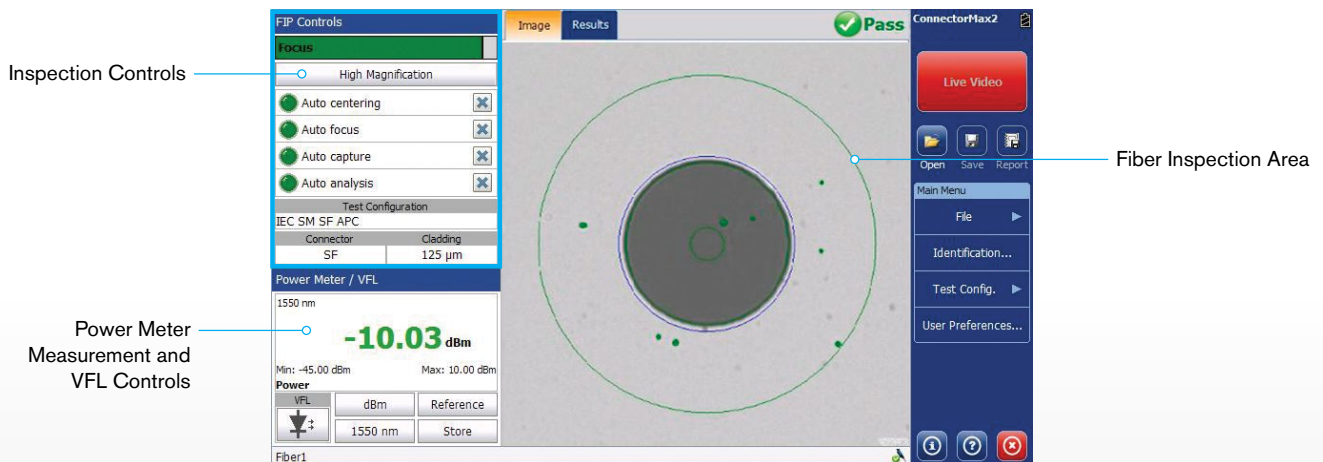 FIP Controls
Focus
High Magnification
Auto centering
Auto focus
Auto capture
Auto analysis
Test Configuration
IEC SM SF APC
Connector
Cladding
SF
125 µm
Power Meter / VFL
1550 nm
-10.03 dBm
Min: -45.00 dBm
Max: 10.00 dBm
Power
VFL
dBm
Reference
1550 nm
Store
Fiber1
Image
Results
Pass
ConnectorMax2
Live Video
Open
Save
Report
Main Menu
File
Identification...
Test Config.
User Preferences...
Inspection Controls
Power Meter
Measurement and
VFL Controls
Fiber Inspection Area